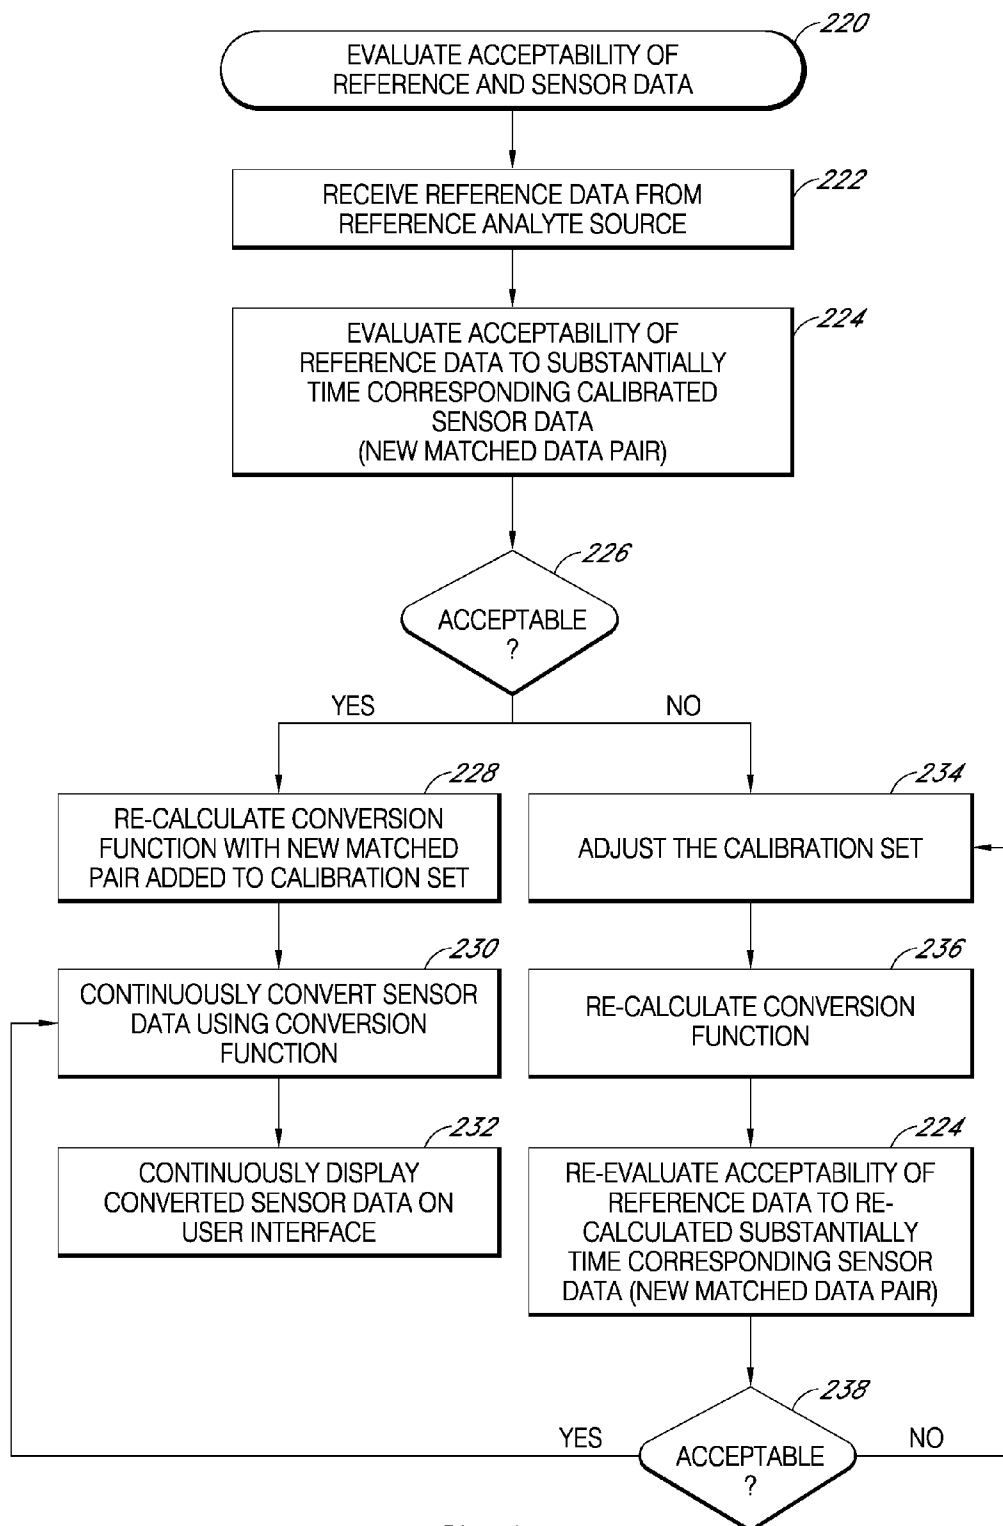 220
EVALUATE ACCEPTABILITY OF
REFERENCE AND SENSOR DATA
222
RECEIVE REFERENCE DATA FROM
REFERENCE ANALYTE SOURCE
224
EVALUATE ACCEPTABILITY OF
REFERENCE DATA TO SUBSTANTIALLY
TIME CORRESPONDING CALIBRATED
SENSOR DATA
(NEW MATCHED DATA PAIR)
226
ACCEPTABLE
?
YES
NO
228
RE-CALCULATE CONVERSION
FUNCTION WITH NEW MATCHED
PAIR ADDED TO CALIBRATION SET
234
ADJUST THE CALIBRATION SET
230
CONTINUOUSLY CONVERT SENSOR
DATA USING CONVERSION
FUNCTION
236
RE-CALCULATE CONVERSION
FUNCTION
232
CONTINUOUSLY DISPLAY
CONVERTED SENSOR DATA ON
USER INTERFACE
224
RE-EVALUATE ACCEPTABILITY OF
REFERENCE DATA TO RE-
CALCULATED SUBSTANTIALLY
TIME CORRESPONDING SENSOR
DATA (NEW MATCHED DATA PAIR)
238
YES
ACCEPTABLE
?
NO